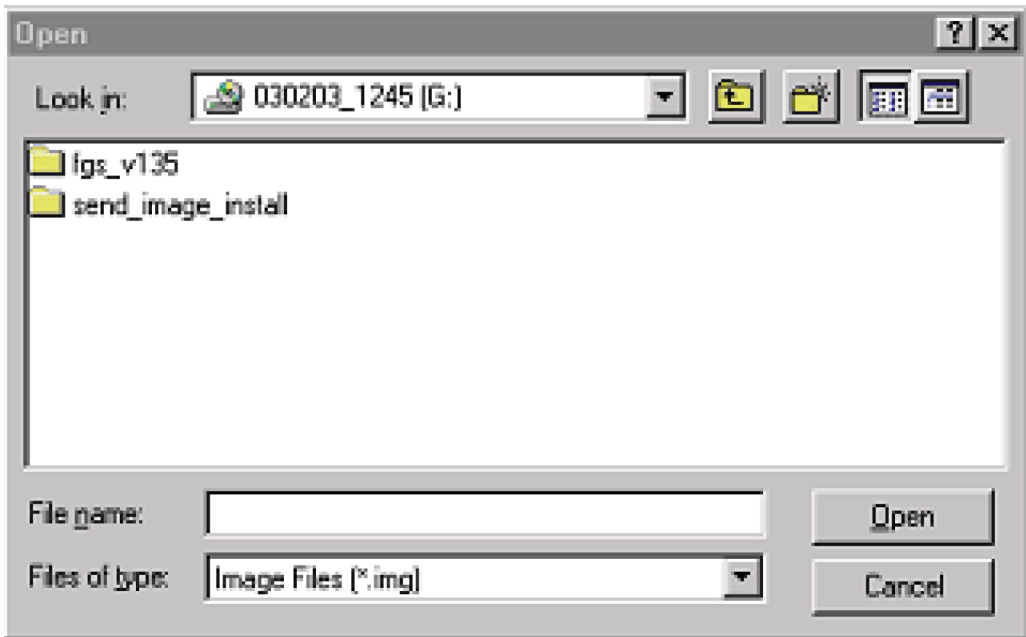 Open
Look in: 030203_1245 (G:)
fgs_v135
send_image_install
File name: Open
Files of type: Image Files (*.img) Cancel